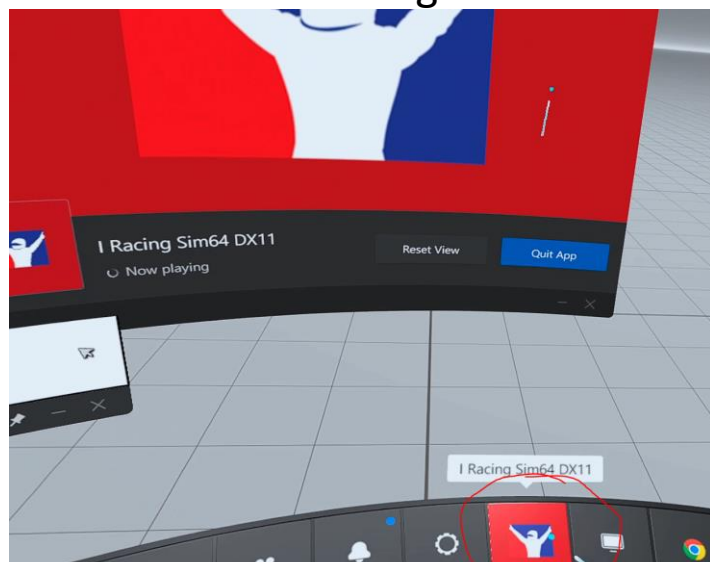 I Racing Sim64 DX11
Now playing
Reset View
Quit App
I Racing Sim64 DX11